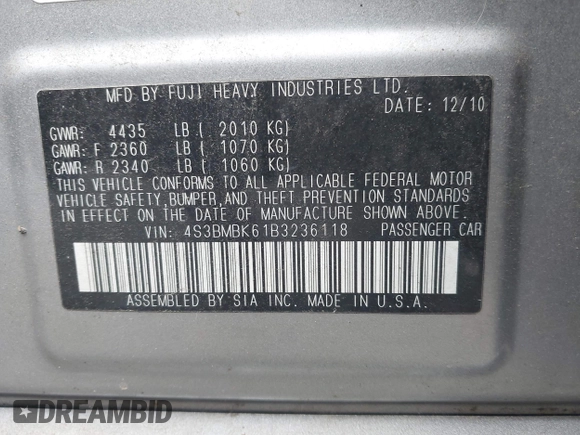 MFD BY FUJI HEAVY INDUSTRIES LTD.
DATE: 12/10
GVWR: 4435 LB ( 2010 KG)
GAWR: F 2360 LB ( 1070 KG)
GAWR: R 2340 LB ( 1060 KG)
THIS VEHICLE CONFORMS TO ALL APPLICABLE FEDERAL MOTOR
VEHICLE SAFETY, BUMPER, AND THEFT PREVENTION STANDARDS
IN EFFECT ON THE DATE OF MANUFACTURE SHOWN ABOVE.
VIN: 4S3BMBK61B3236118 PASSENGER CAR
ASSEMBLED BY SIA INC. MADE IN U.S.A.
DREAMBID